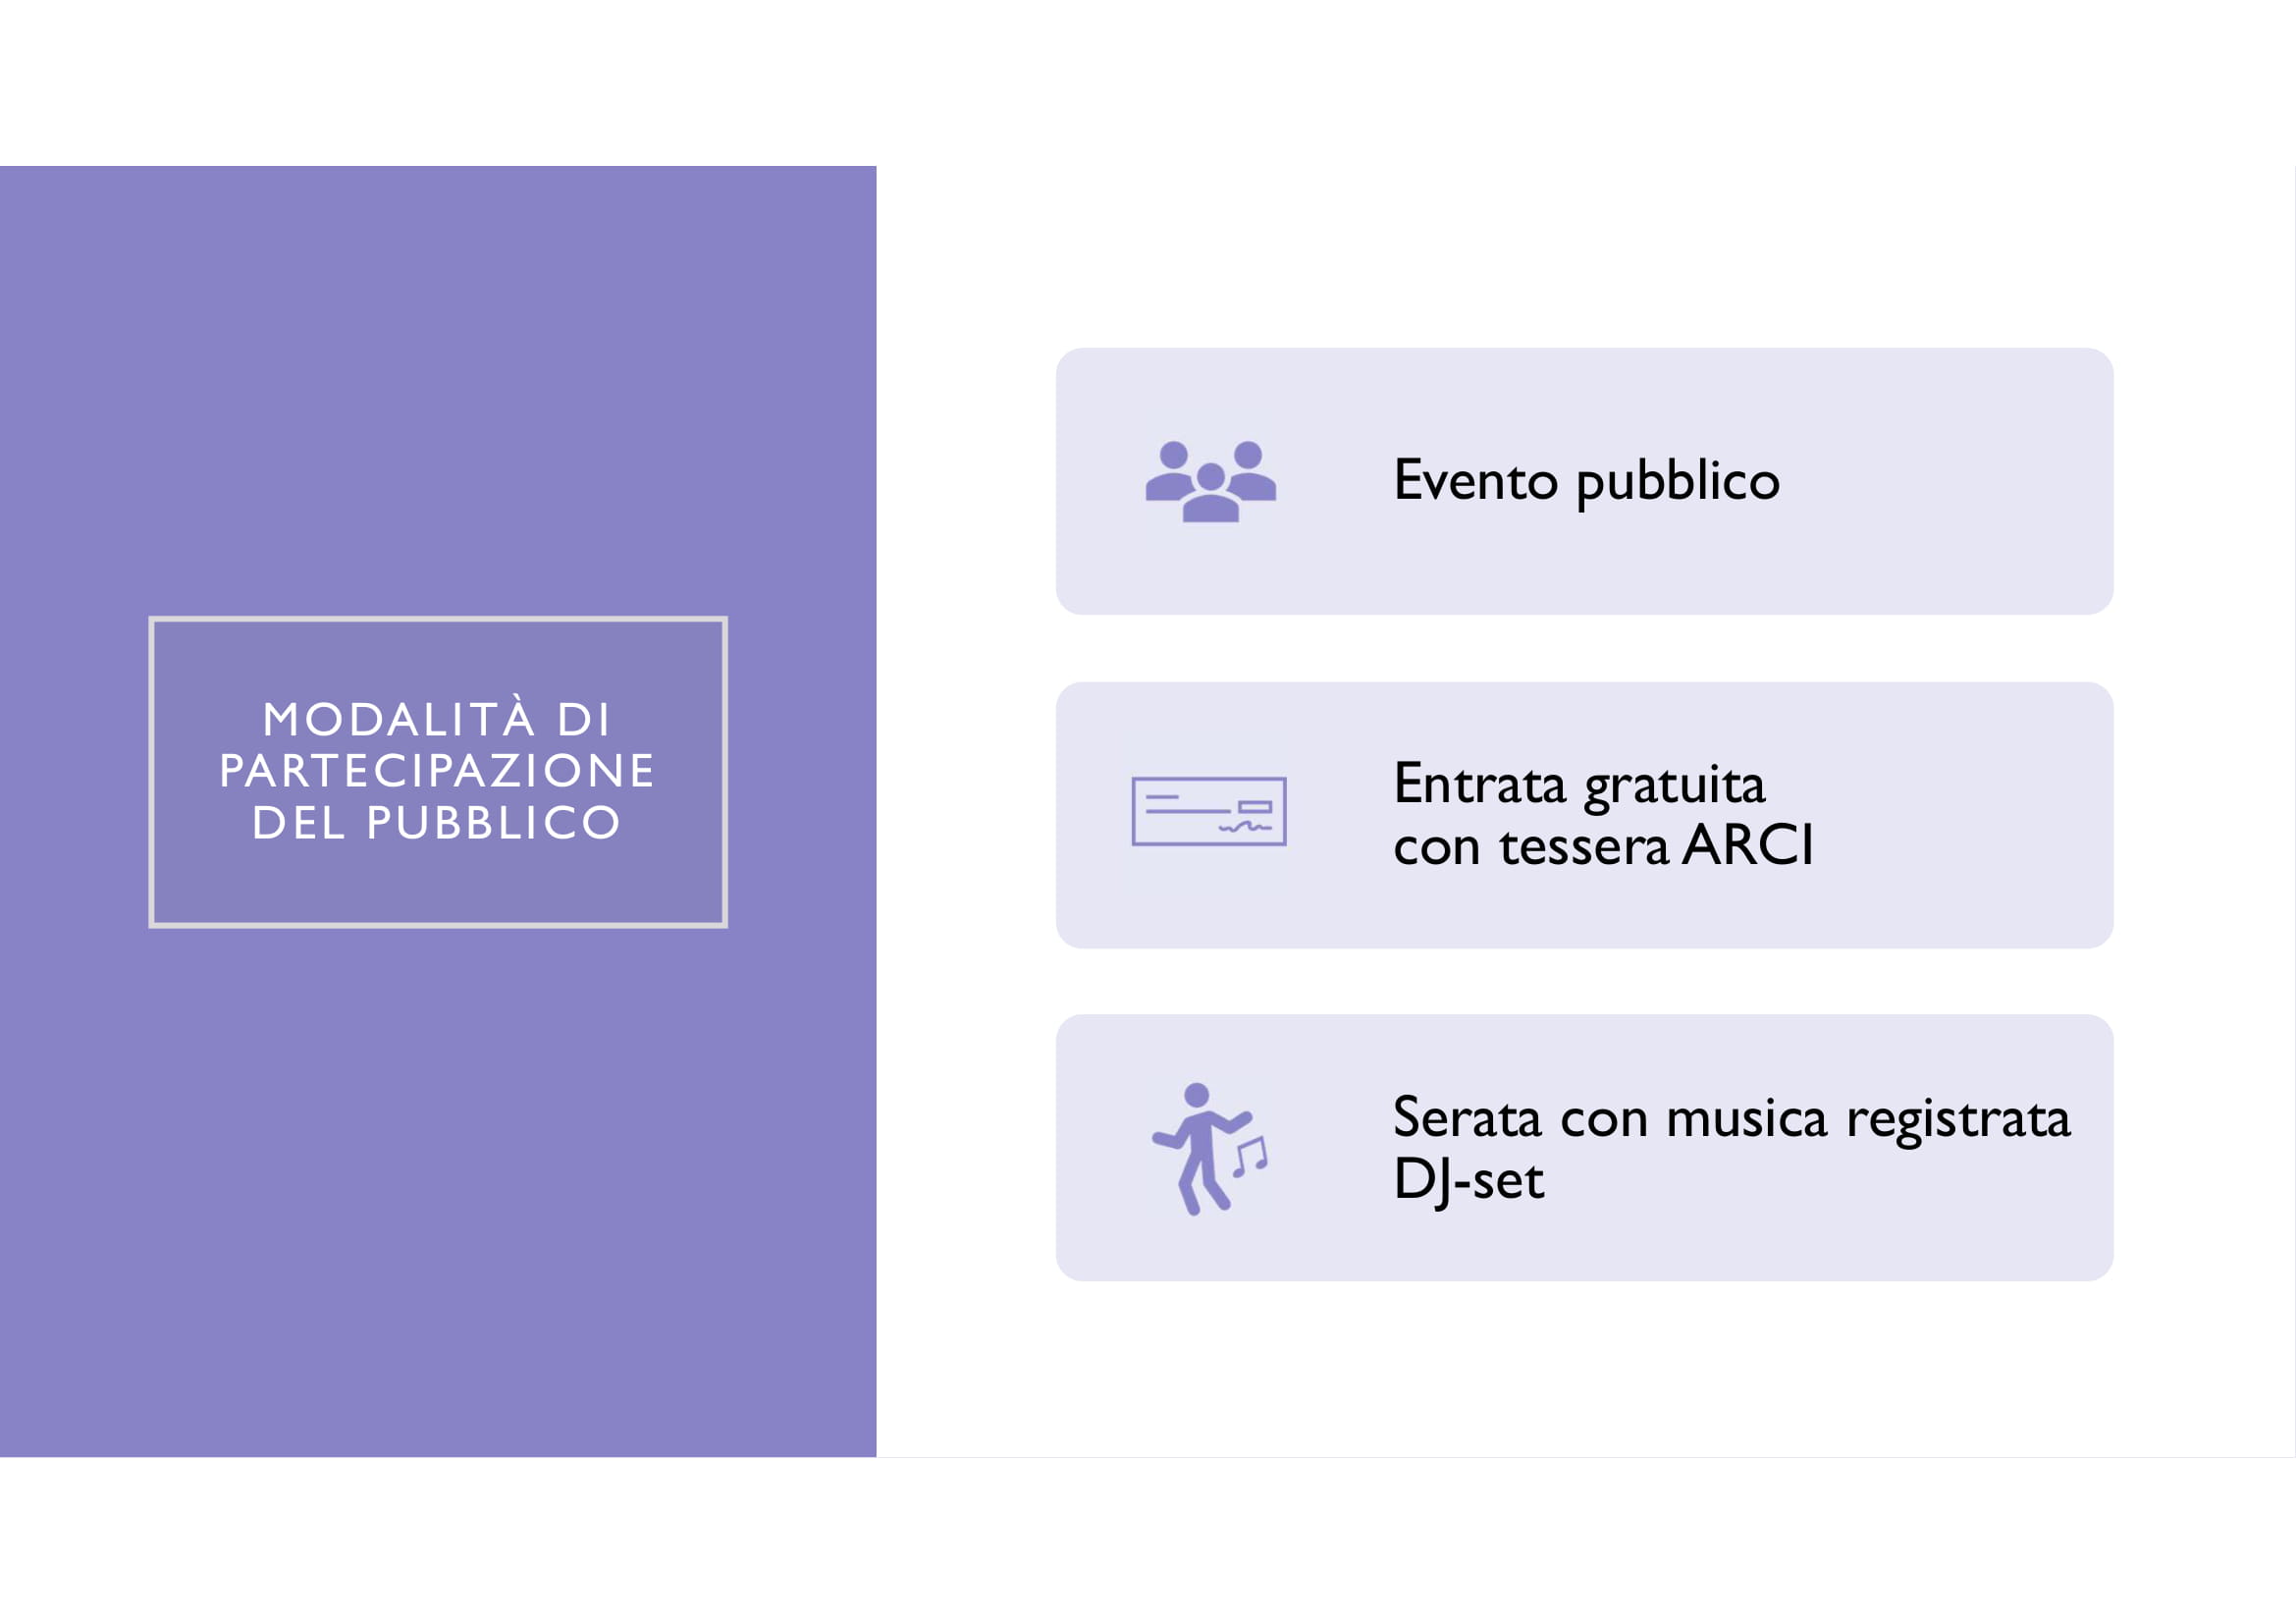 MODALITÀ DI
PARTECIPAZIONE
DEL PUBBLICO
Evento pubblico
Entrata gratuita
con tessera ARCI
Serata con musica registrata
DJ-set